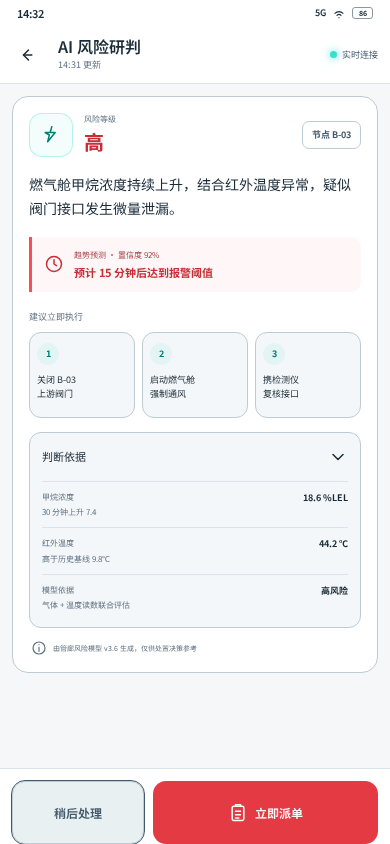 14:32
5G
86
AI 风险研判
14:31 更新
实时连接
风险等级
高
节点 B-03
燃气舱甲烷浓度持续上升，结合红外温度异常，疑似
阀门接口发生微量泄漏。
趋势预测 · 置信度 92%
预计 15 分钟后达到报警阈值
建议立即执行
1
关闭 B-03
上游阀门
2
启动燃气舱
强制通风
3
携检测仪
复核接口
判断依据
甲烷浓度
18.6 %LEL
30 分钟上升 7.4
红外温度
44.2 ℃
高于历史基线 9.8℃
模型依据
高风险
气体 + 温度读数联合评估
由管廊风险模型 v3.6 生成，仅供处置决策参考
稍后处理
立即派单